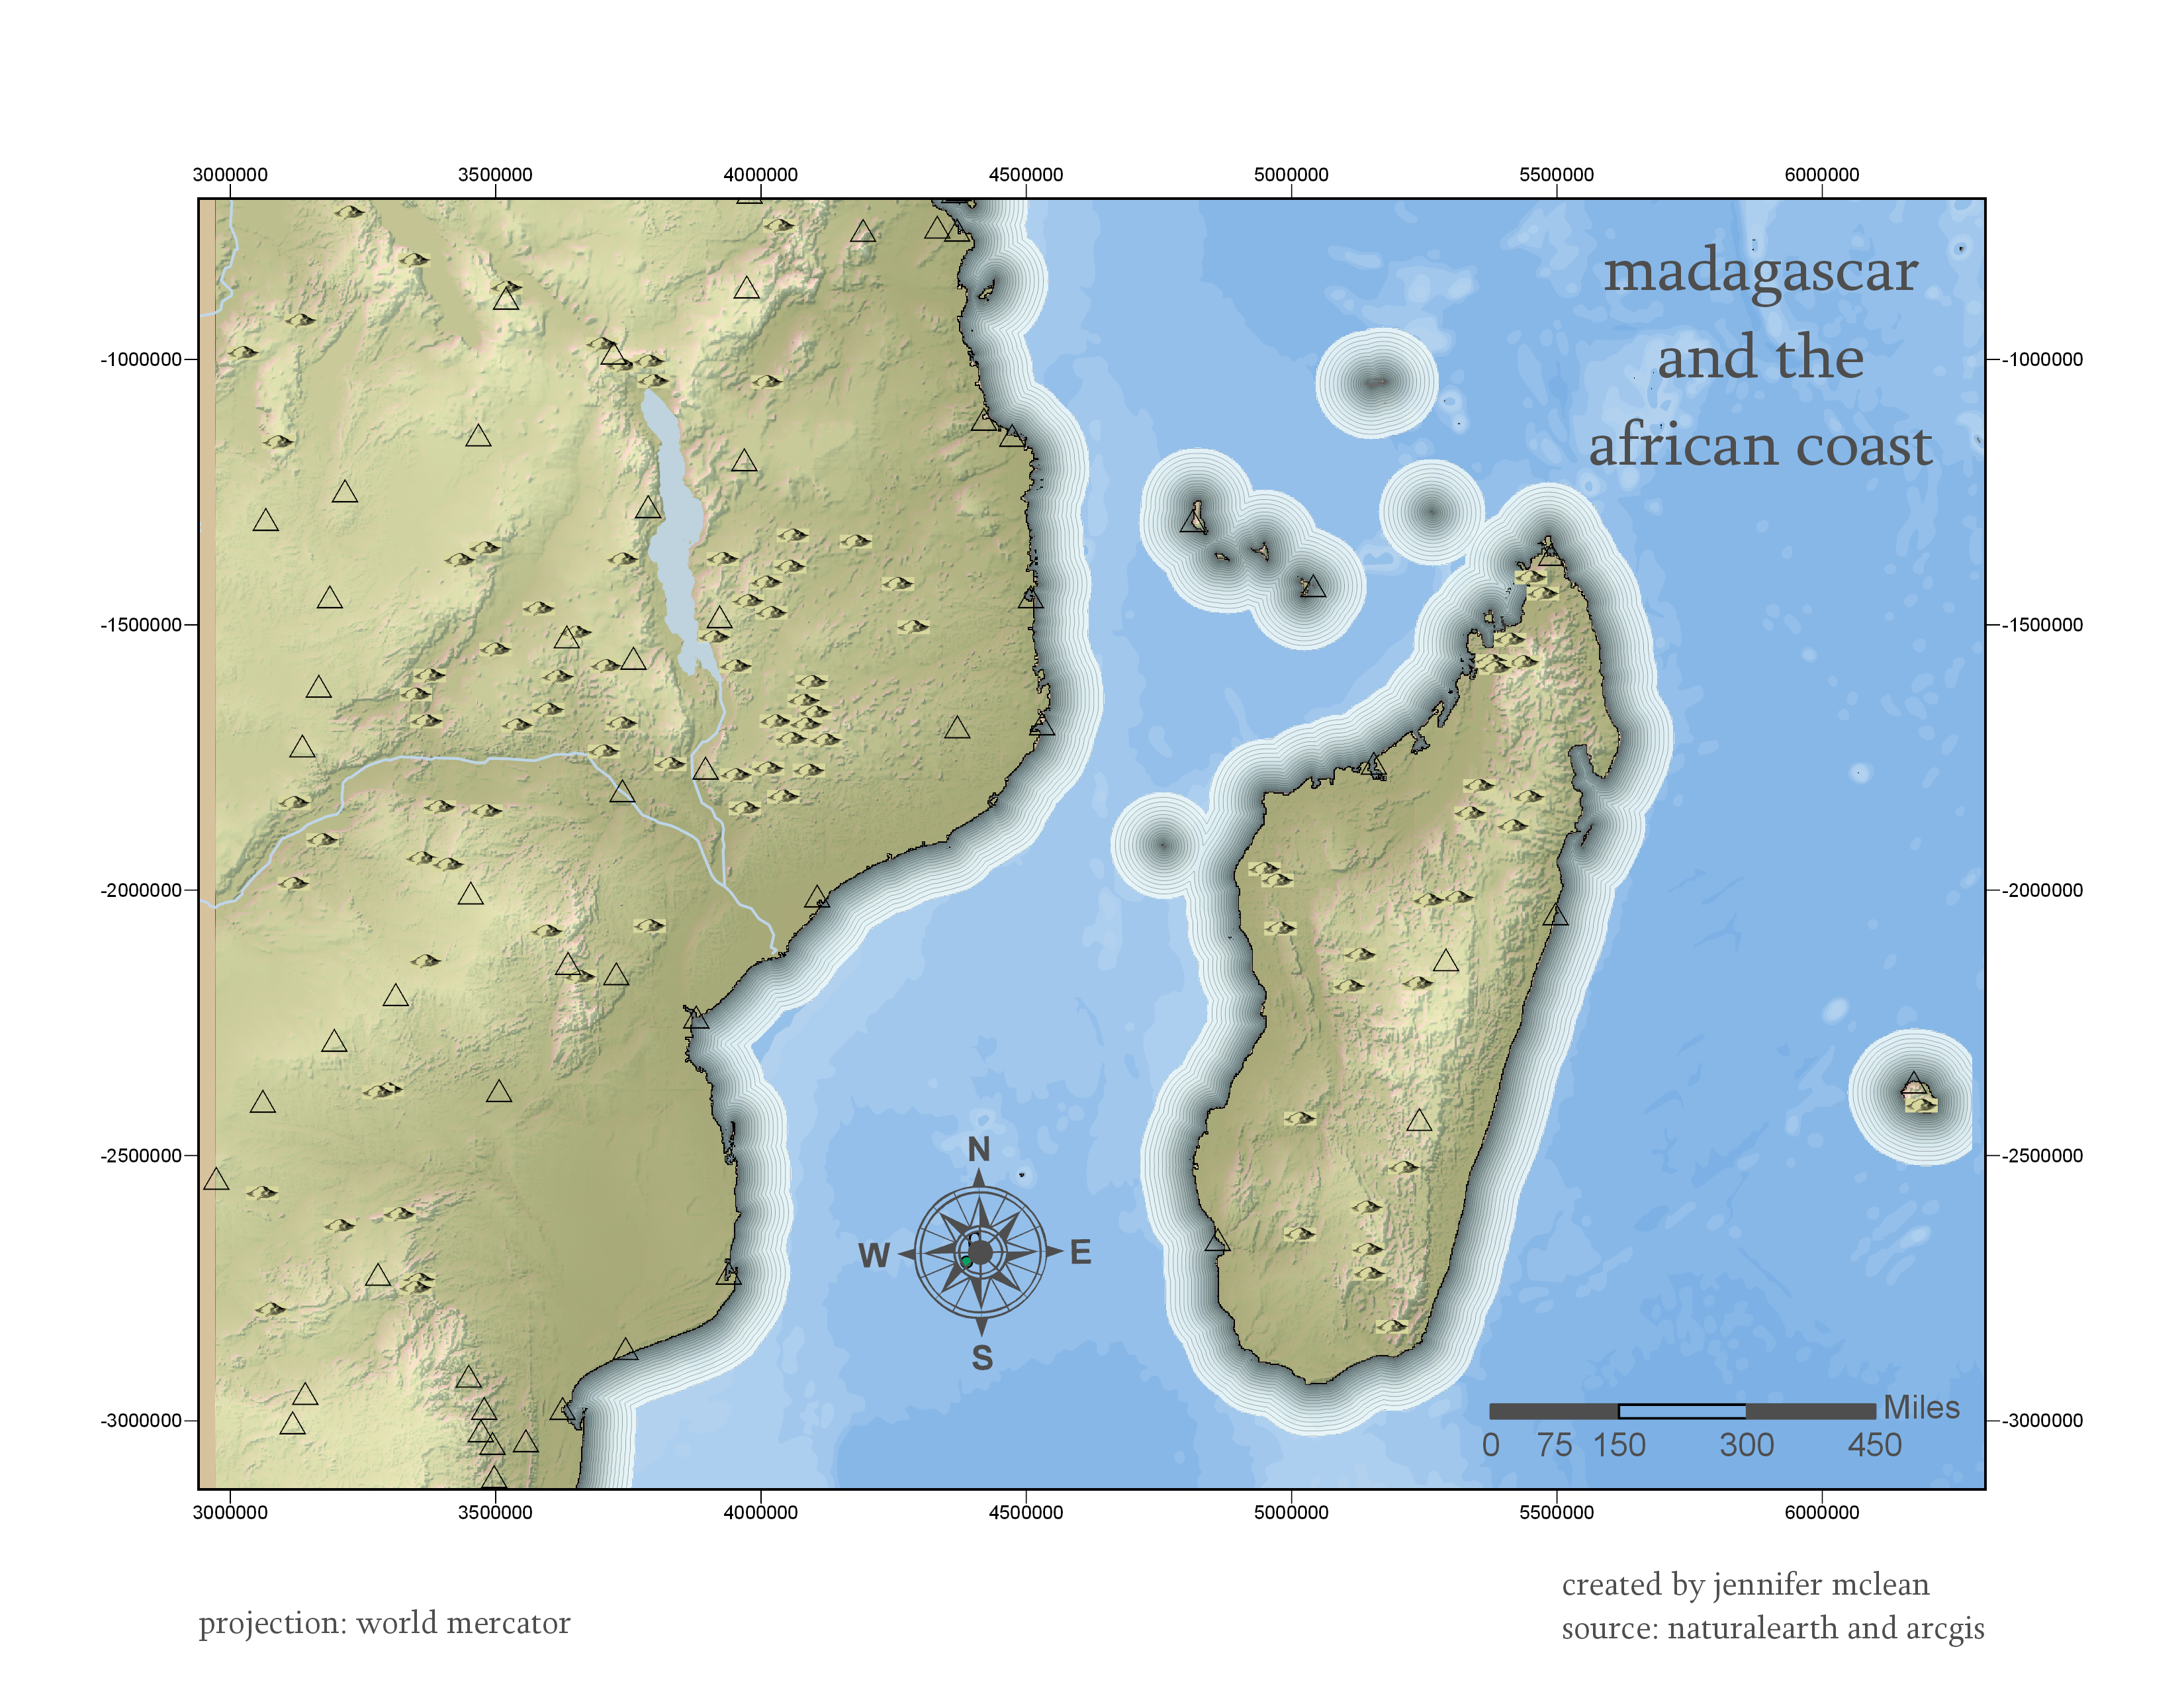 3000000 3500000 4000000 4500000 5000000 5500000 6000000
madagascar
and the
african coast
-1000000 -1000000
-1500000 -1500000
-2000000 -2000000
-2500000 -2500000
N
W E
S
-3000000 -3000000
Miles
0 75 150 300 450
3000000 3500000 4000000 4500000 5000000 5500000 6000000
created by jennifer mclean
projection: world mercator
source: naturalearth and arcgis